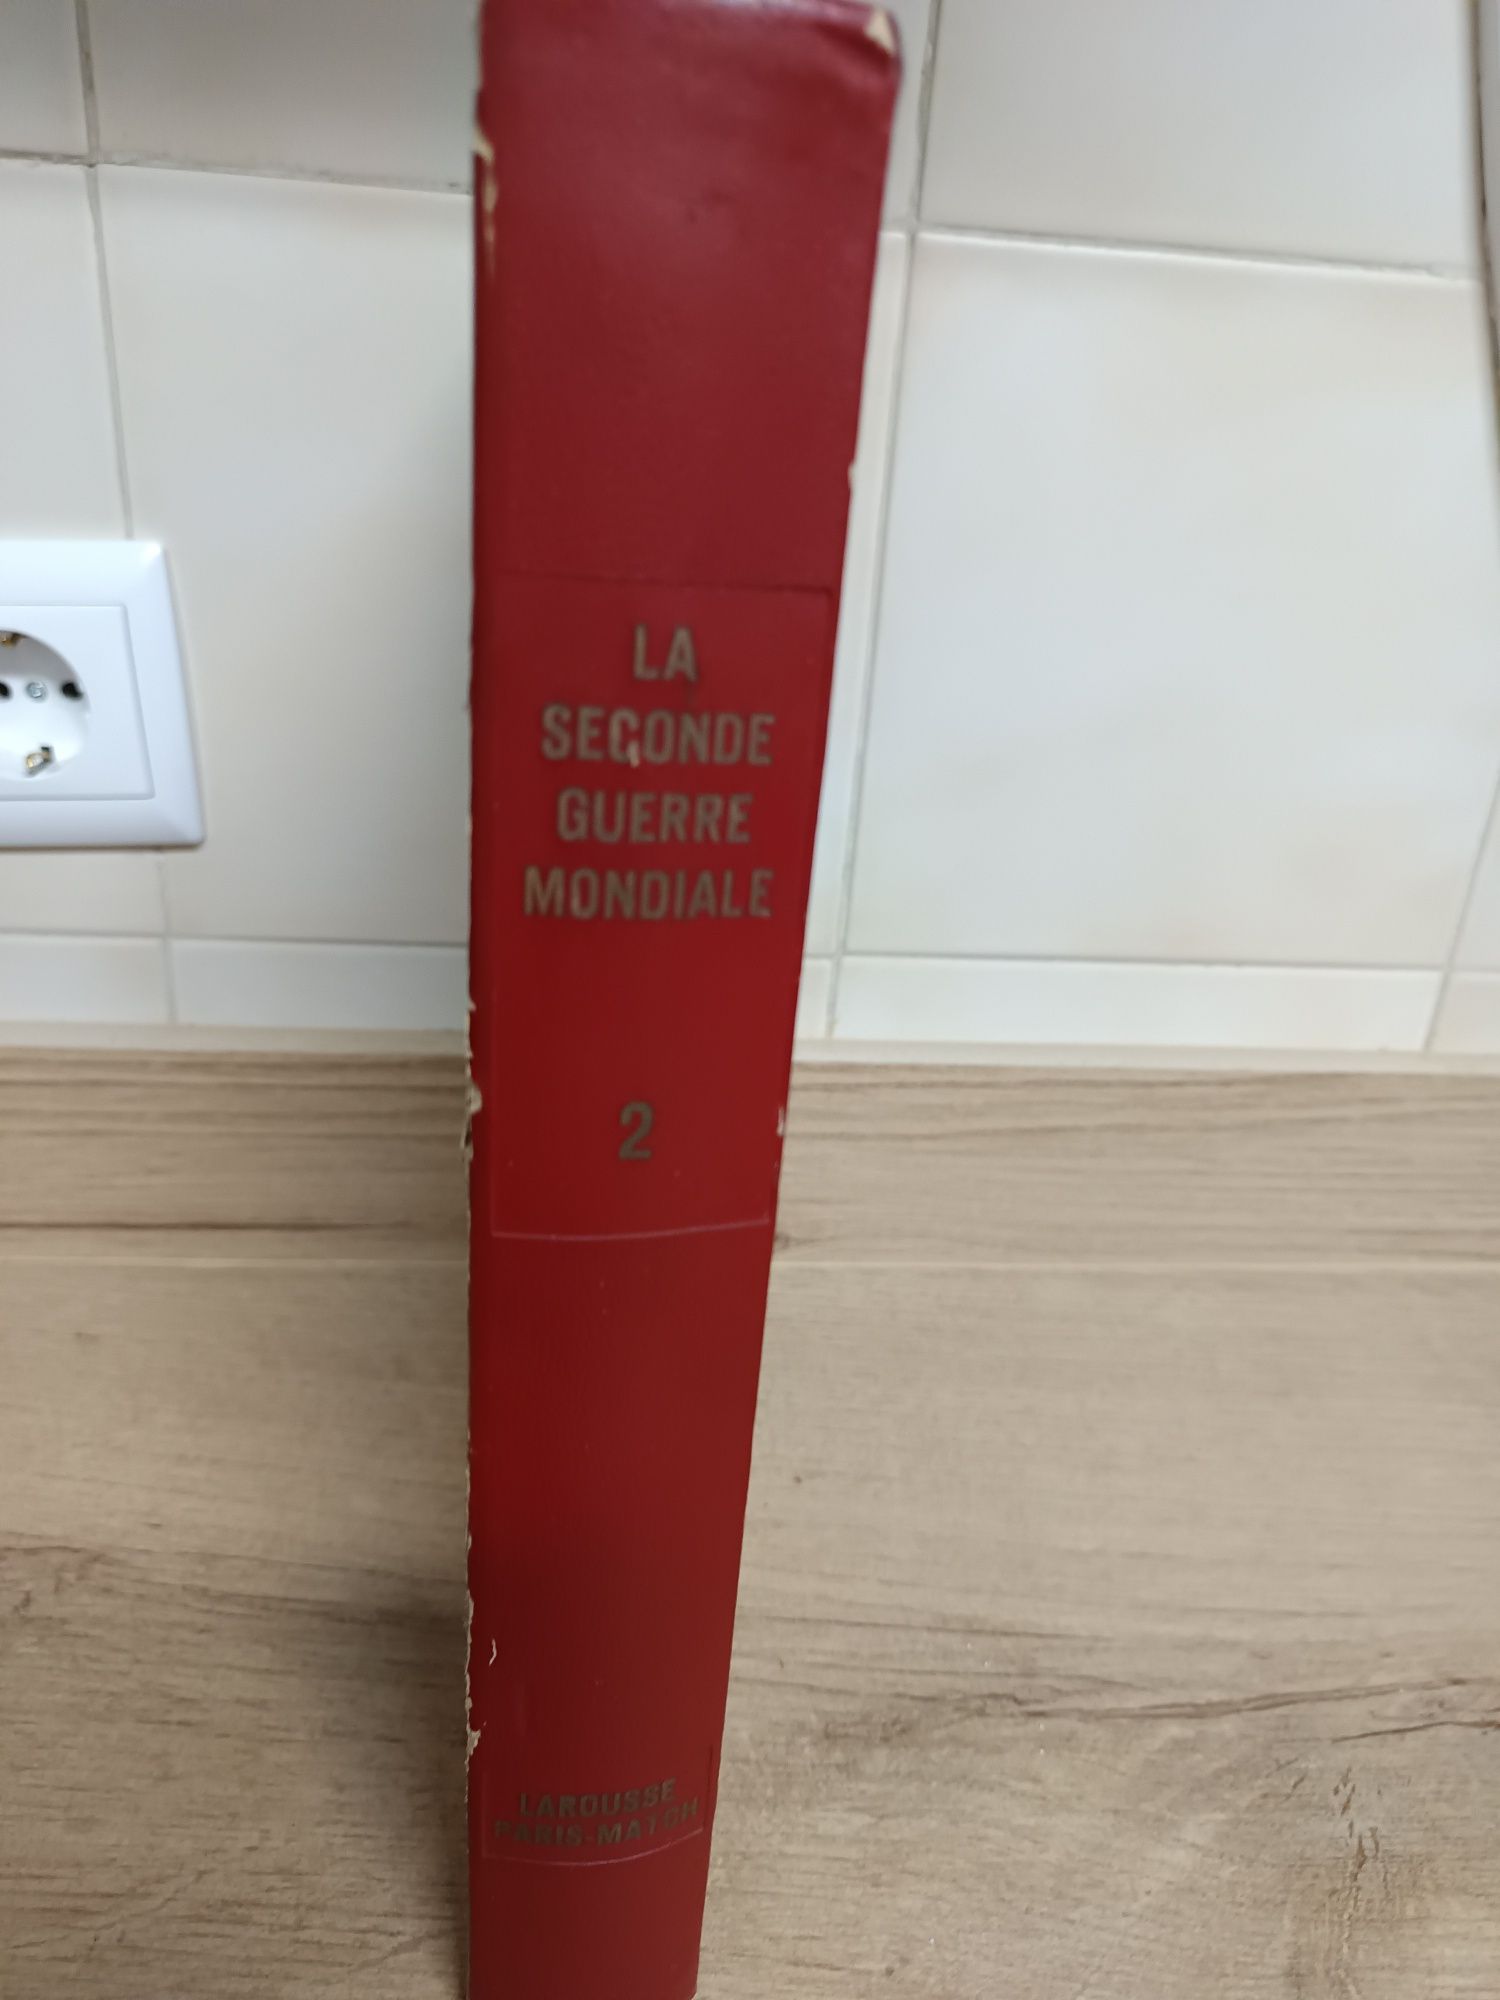 LA
SECONDE
GUERRE
MONDIALE
2
LAROUSSE
PARIS-MATCH